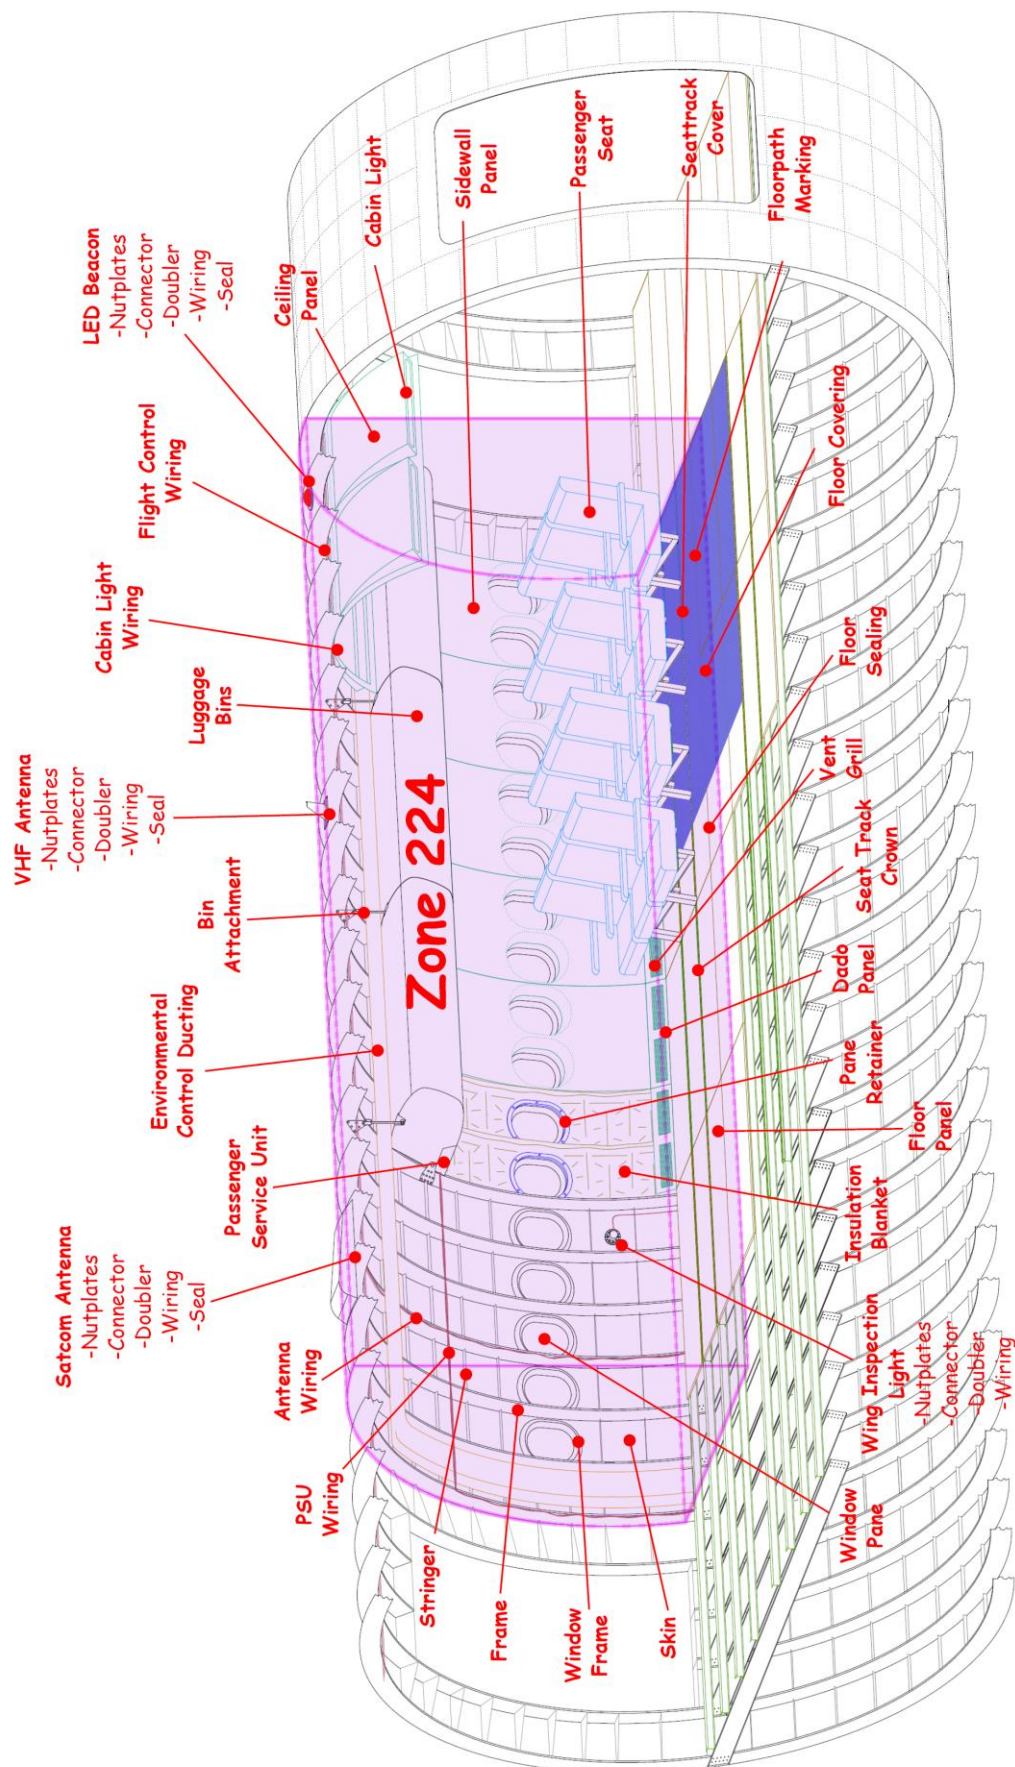 Satcom Antenna
-Nutplates
-Connector
-Doubler
-Wiring
-Seal
VHF Antenna
-Nutplates
-Connector
-Doubler
-Wiring
-Seal
LED Beacon
-Nutplates
-Connector
-Doubler
-Wiring
-Seal
PSU
Wiring
Antenna
Wiring
Passenger
Service Unit
Environmental
Control Ducting
Bin
Attachment
Luggage
Bins
Cabin Light
Wiring
Flight Control
Wiring
Ceiling
Panel
Cabin Light
Sidewall
Panel
Passenger
Seat
Seattrack
Cover
Floorpath
Marking
Zone 224
Stringer
Frame
Window
Frame
Skin
Window
Pane
Wing Inspection
Light
-Nutplates
-Connector
-Doubler
-Wiring
Insulation
Blanket
Floor
Panel
Pane
Retainer
Dado
Panel
Seat Track
Crown
Vent
Grill
Floor
Sealing
Floor Covering